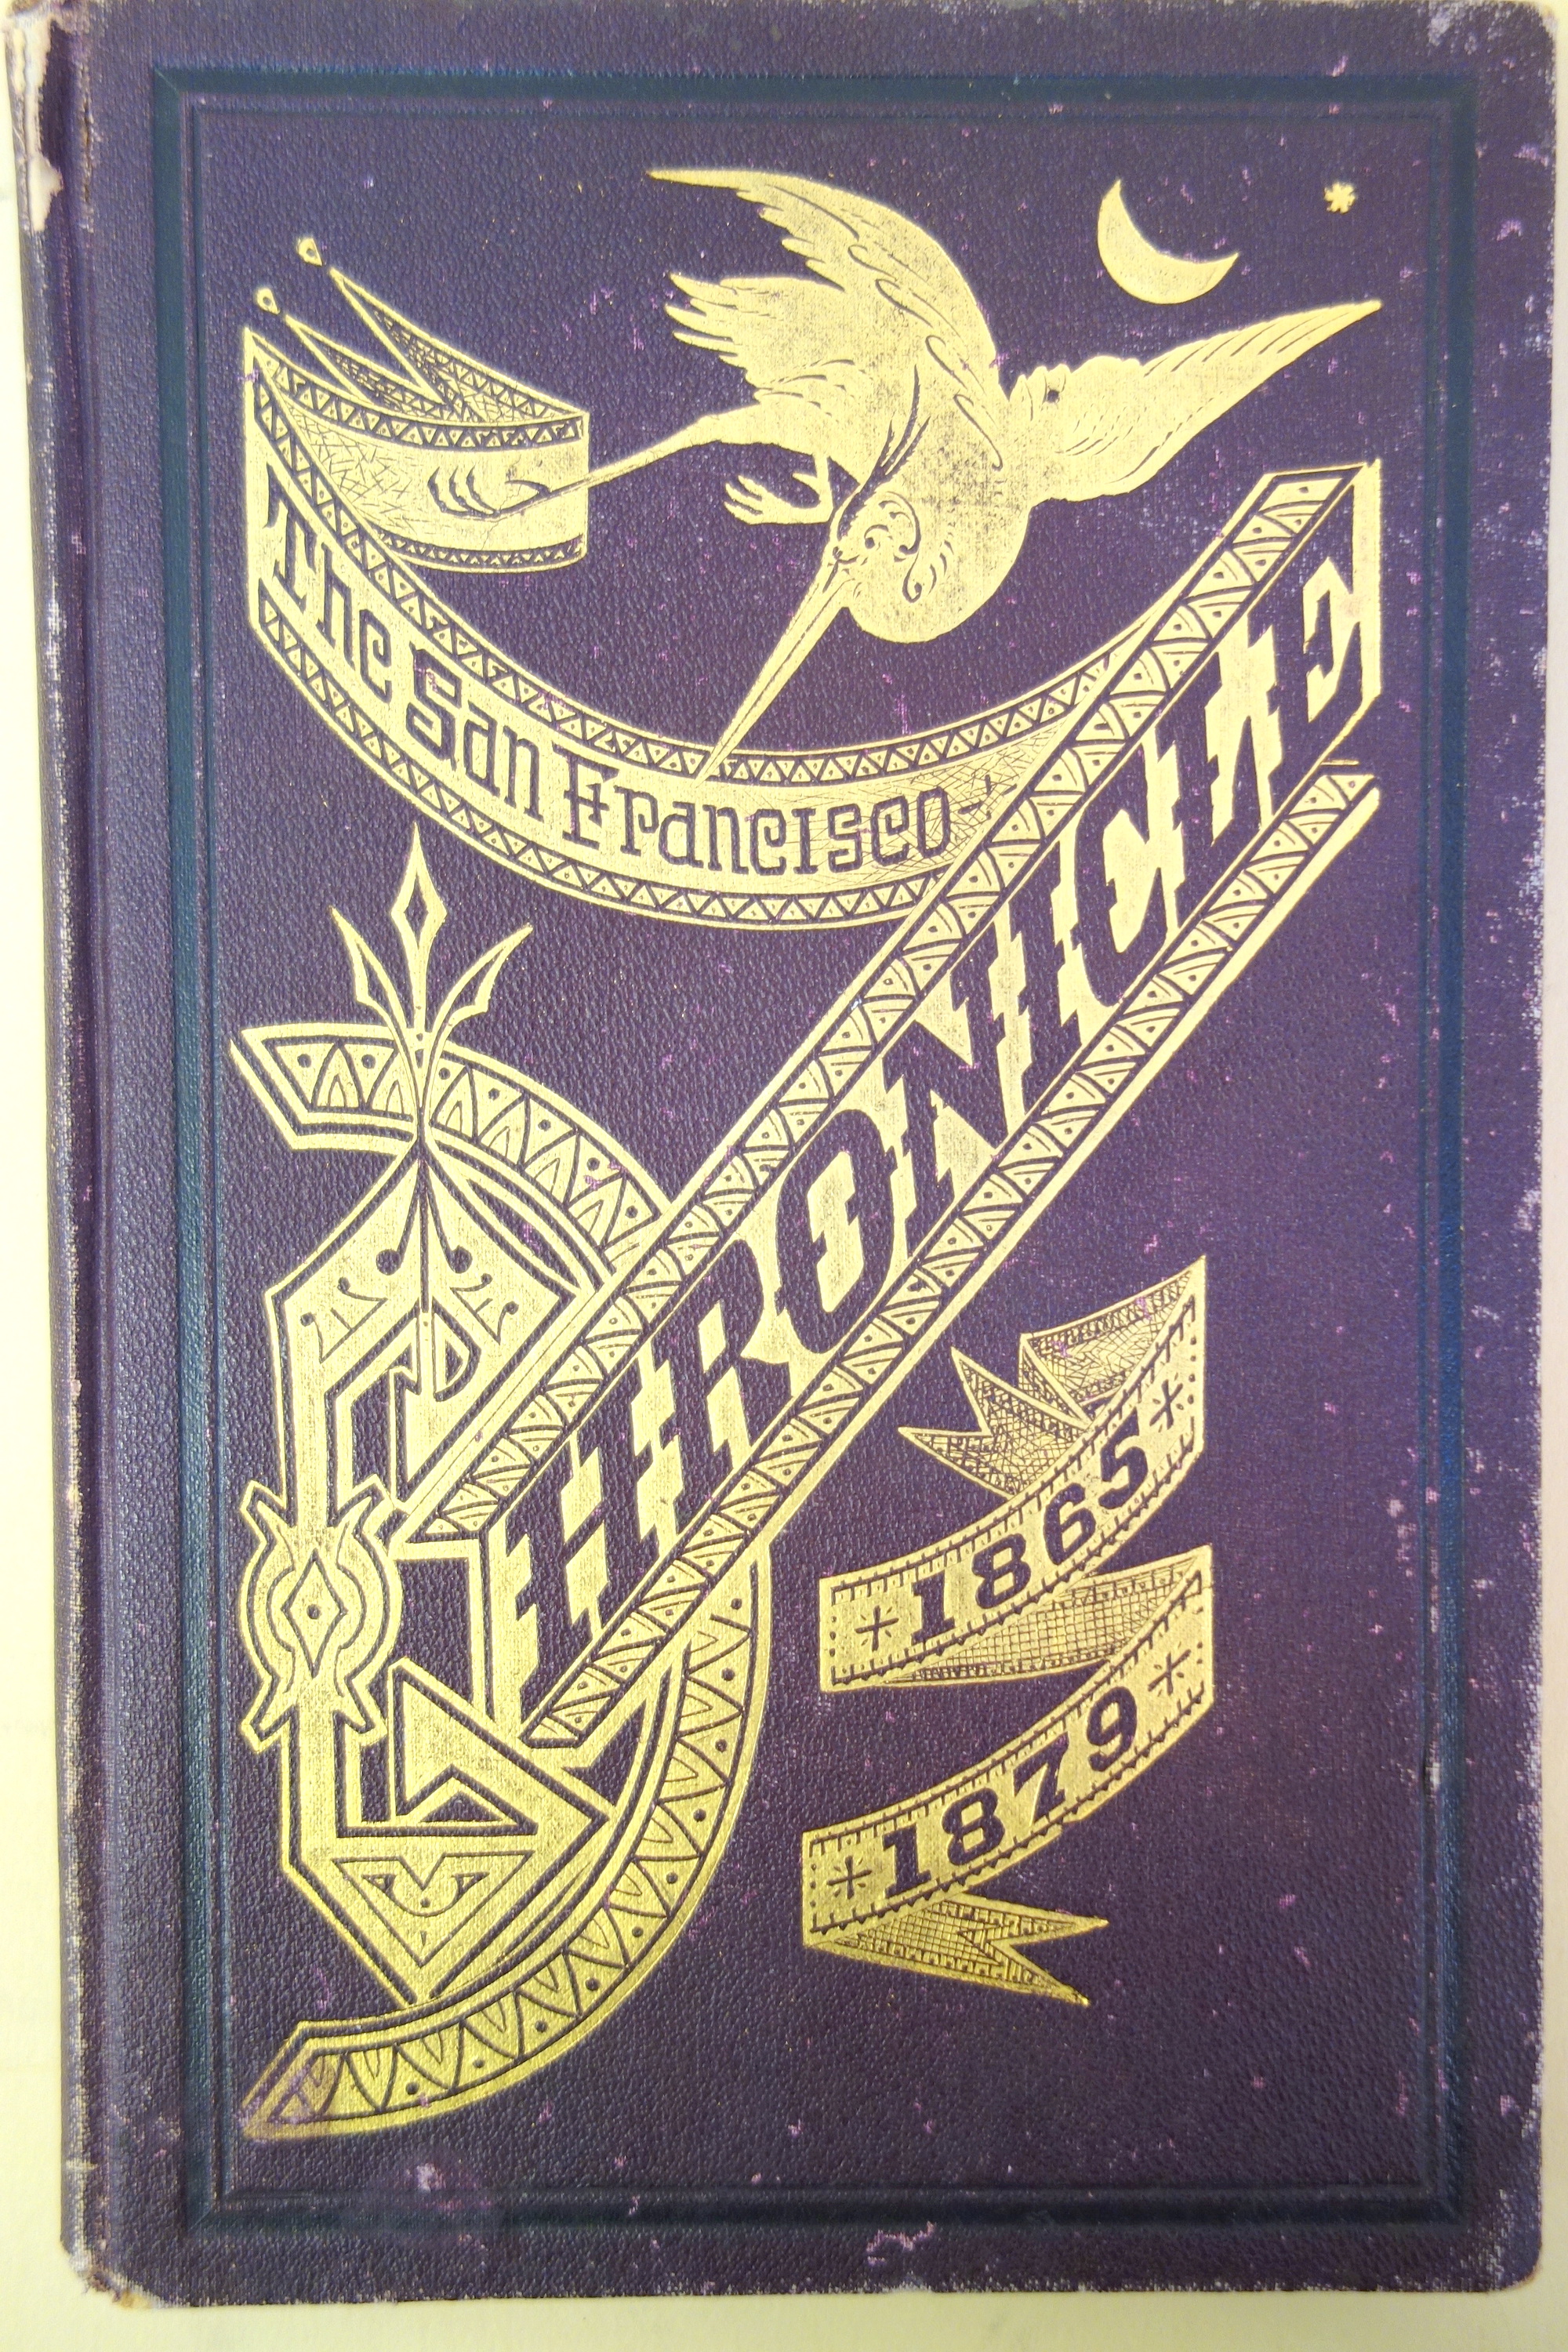 The San Francisco
CHRONICLE
1865
1879